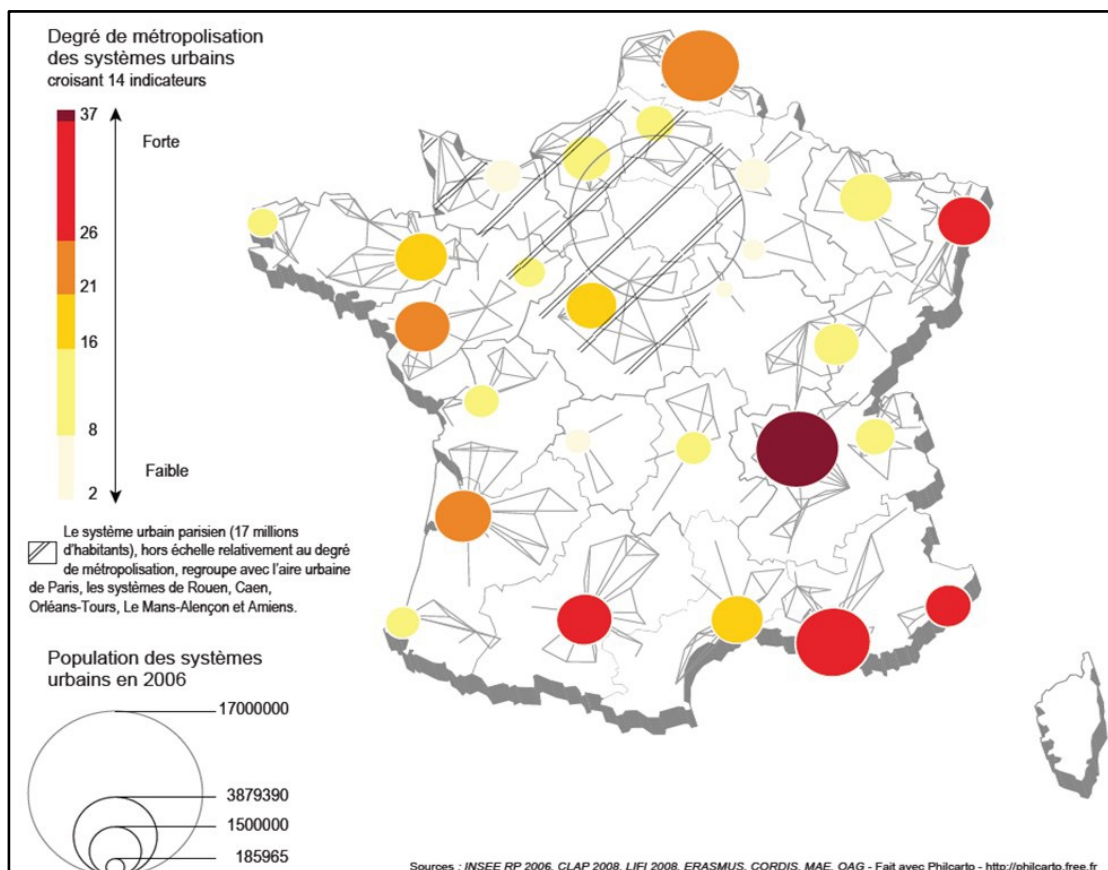 Degré de métropolisation
des systèmes urbains
croisant 14 indicateurs
37
Forte
26
21
16
8
Faible
2
Le système urbain parisien (17 millions
d'habitants), hors échelle relativement au degré
de métropolisation, regroupe avec l'aire urbaine
de Paris, les systèmes de Rouen, Caen,
Orléans-Tours, Le Mans-Alençon et Amiens.
Population des systèmes
urbains en 2006
17000000
3879390
1500000
185965
Sources : INSEE RP 2006, CLAP 2008, LIFI 2008, ERASMUS, CORDIS, MAE, OAG - Fait avec Philcarto - http://philcarto.free.fr